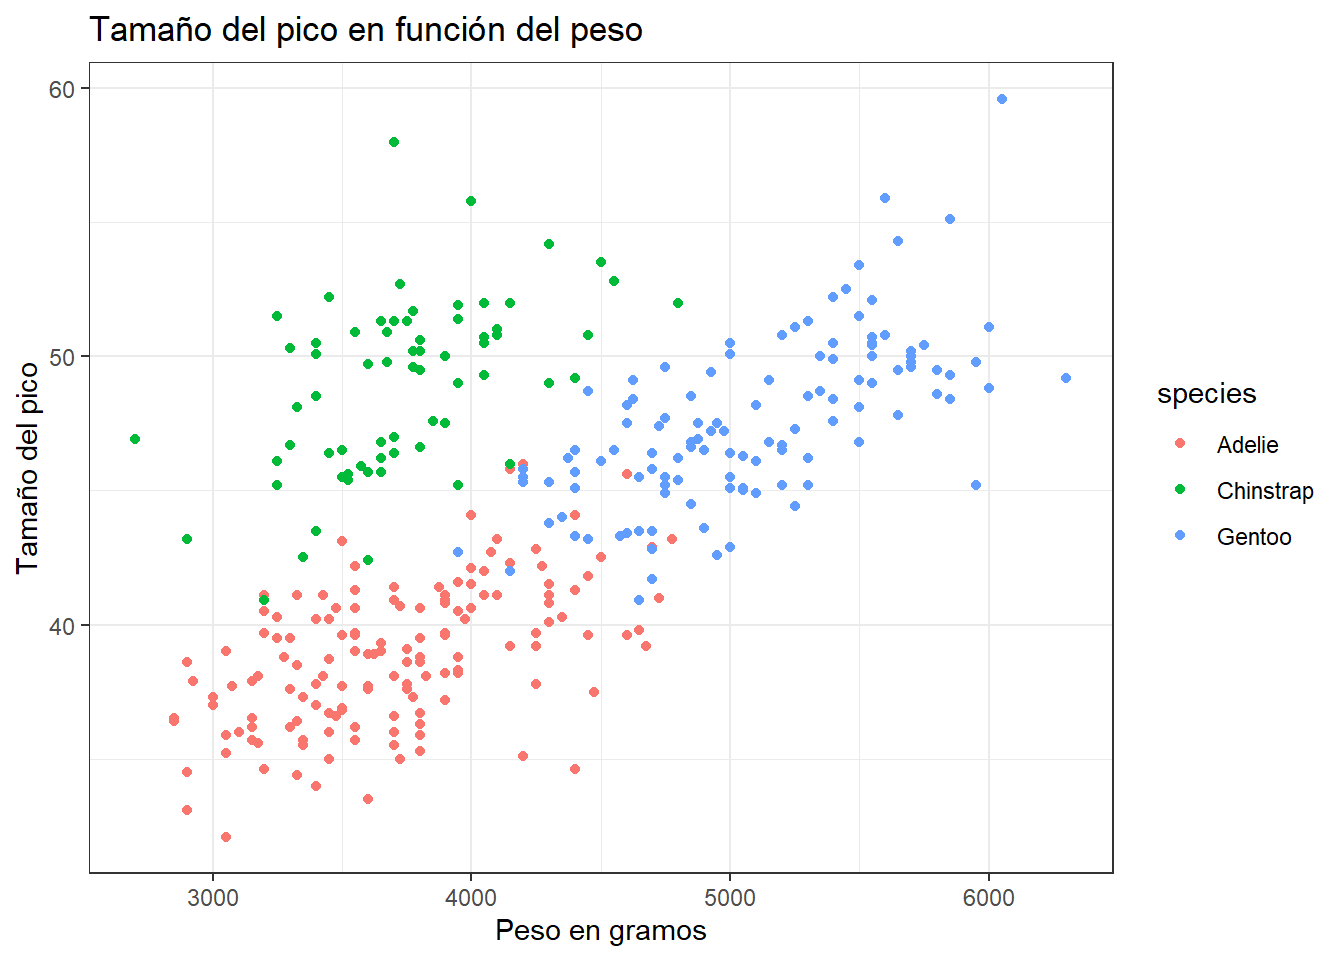 Tamaño del pico en función del peso
60
50
40
Tamaño del pico
3000
4000
5000
6000
Peso en gramos
species
Adelie
Chinstrap
Gentoo